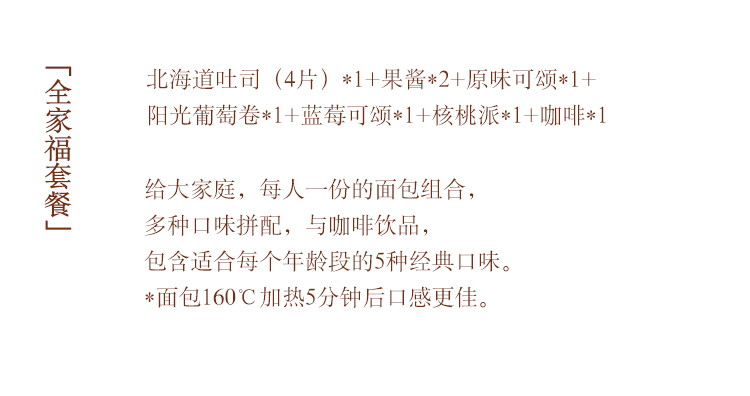 「全家福套餐」
北海道吐司（4片）*1+果酱*2+原味可颂*1+
阳光葡萄卷*1+蓝莓可颂*1+核桃派*1+咖啡*1
给大家庭，每人一份的面包组合，
多种口味拼配，与咖啡饮品，
包含适合每个年龄段的5种经典口味。
*面包160℃加热5分钟后口感更佳。